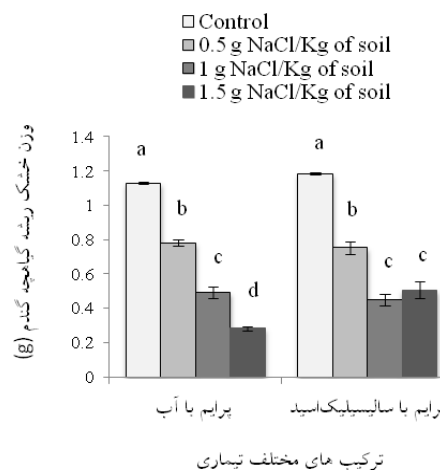 Control
0.5 g NaCl/Kg of soil
1 g NaCl/Kg of soil
1.5 g NaCl/Kg of soil
وزن خشک ریشه گیاهچه گندم (g)
1.4
1.2
1
0.8
0.6
0.4
0.2
0
a
b
c
d
a
b
c
c
پرایم با آب
پرایم با سالیسیلیک‌اسید
ترکیب های مختلف تیماری